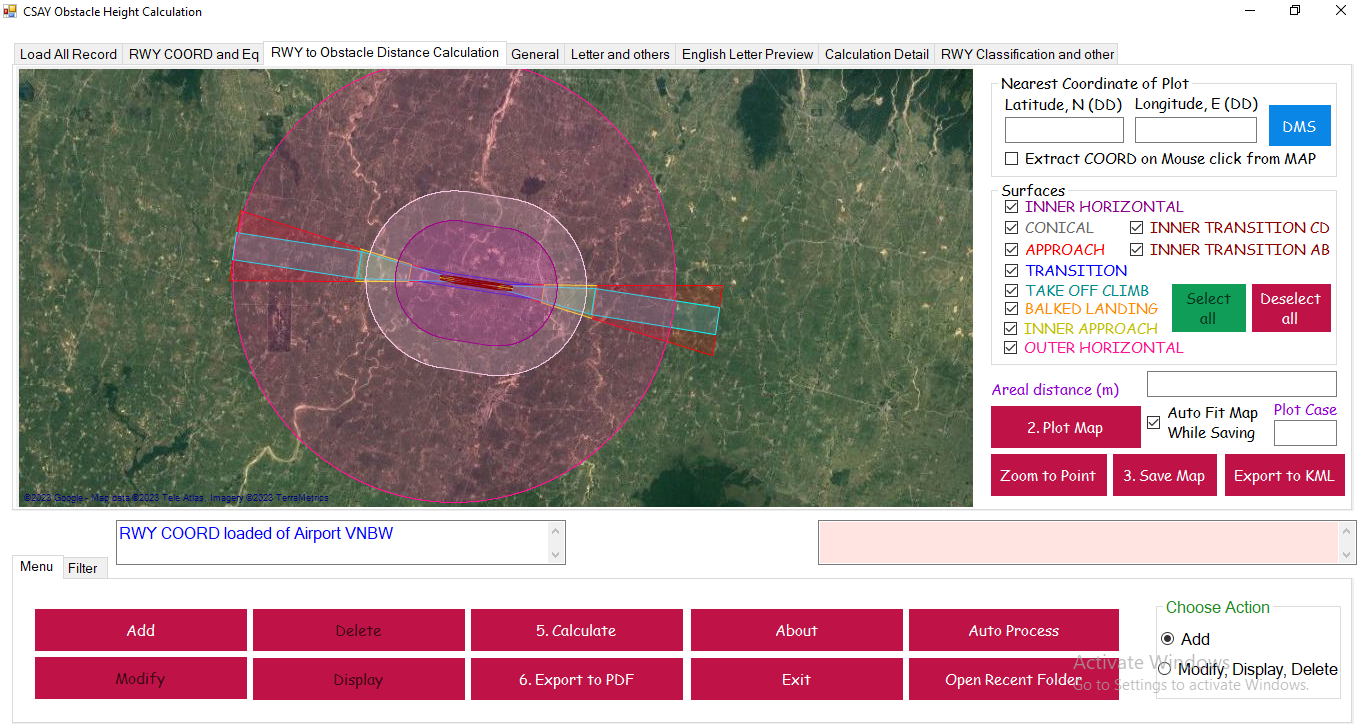 CSAY Obstacle Height Calculation
Load All Record
RWY COORD and Eq
RWY to Obstacle Distance Calculation
General
Letter and others
English Letter Preview
Calculation Detail
RWY Classification and other
Nearest Coordinate of Plot
Latitude, N (DD)
Longitude, E (DD)
DMS
Extract COORD on Mouse click from MAP
Surfaces
INNER HORIZONTAL
CONICAL
INNER TRANSITION CD
APPROACH
INNER TRANSITION AB
TRANSITION
TAKE OFF CLIMB
BALKED LANDING
INNER APPROACH
OUTER HORIZONTAL
Select
all
Deselect
all
Areal distance (m)
2. Plot Map
Auto Fit Map
While Saving
Plot Case
Zoom to Point
3. Save Map
Export to KML
©2023 Google - Map data ©2023 Tele Atlas, Imagery ©2023 TerraMetrics
RWY COORD loaded of Airport VNBW
Menu
Filter
Add
Delete
5. Calculate
About
Auto Process
Modify
Display
6. Export to PDF
Exit
Open Recent Folder
Choose Action
Add
Modify, Display, Delete
Activate Windows
Go to Settings to activate Windows.